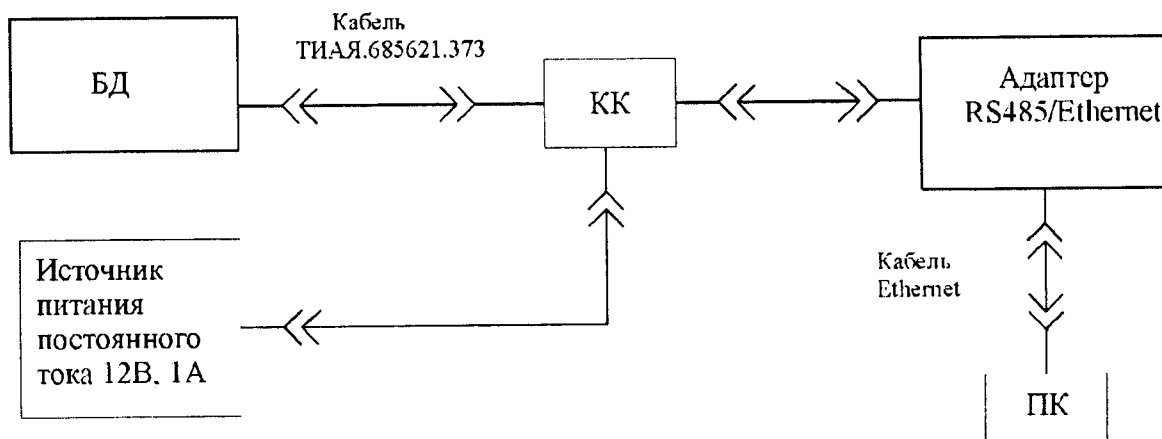 Кабель
ТИАЯ.685621.373
БД
КК
Адаптер
RS485/Ethernet
Источник
питания
постоянного
тока 12В, 1А
Кабель
Ethernet
ПК